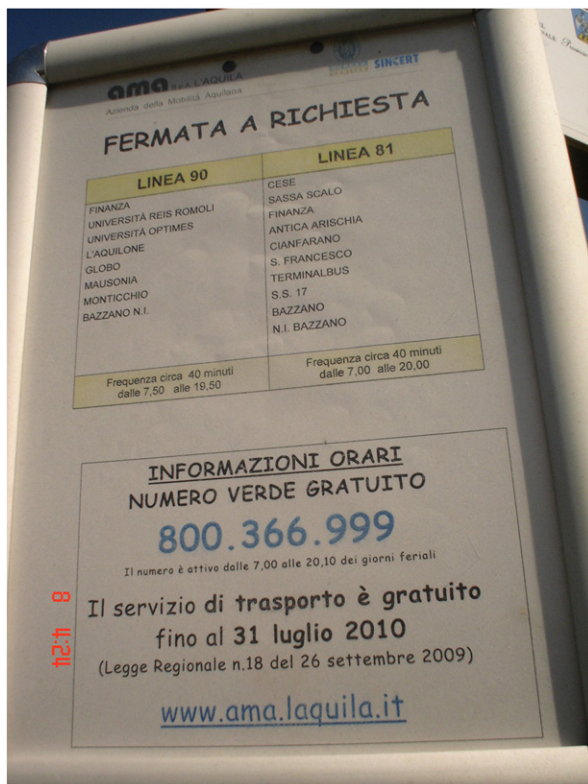 ama S.p.A. L'AQUILA
Azienda della Mobilità Aquilana
SINCERT
FERMATA A RICHIESTA
LINEA 90
FINANZA
UNIVERSITÀ REIS ROMOLI
UNIVERSITÀ OPTIMES
L'AQUILONE
GLOBO
MAUSONIA
MONTICCHIO
BAZZANO N.I.
Frequenza circa 40 minuti
dalle 7,50 alle 19,50
LINEA 81
CESE
SASSA SCALO
FINANZA
ANTICA ARISCHIA
CIANFARANO
S. FRANCESCO
TERMINALBUS
S.S. 17
BAZZANO
N.I. BAZZANO
Frequenza circa 40 minuti
dalle 7,00 alle 20,00
INFORMAZIONI ORARI
NUMERO VERDE GRATUITO
800.366.999
Il numero è attivo dalle 7,00 alle 20,10 dei giorni feriali
Il servizio di trasporto è gratuito
fino al 31 luglio 2010
(Legge Regionale n.18 del 26 settembre 2009)
www.ama.laquila.it
8 4:24